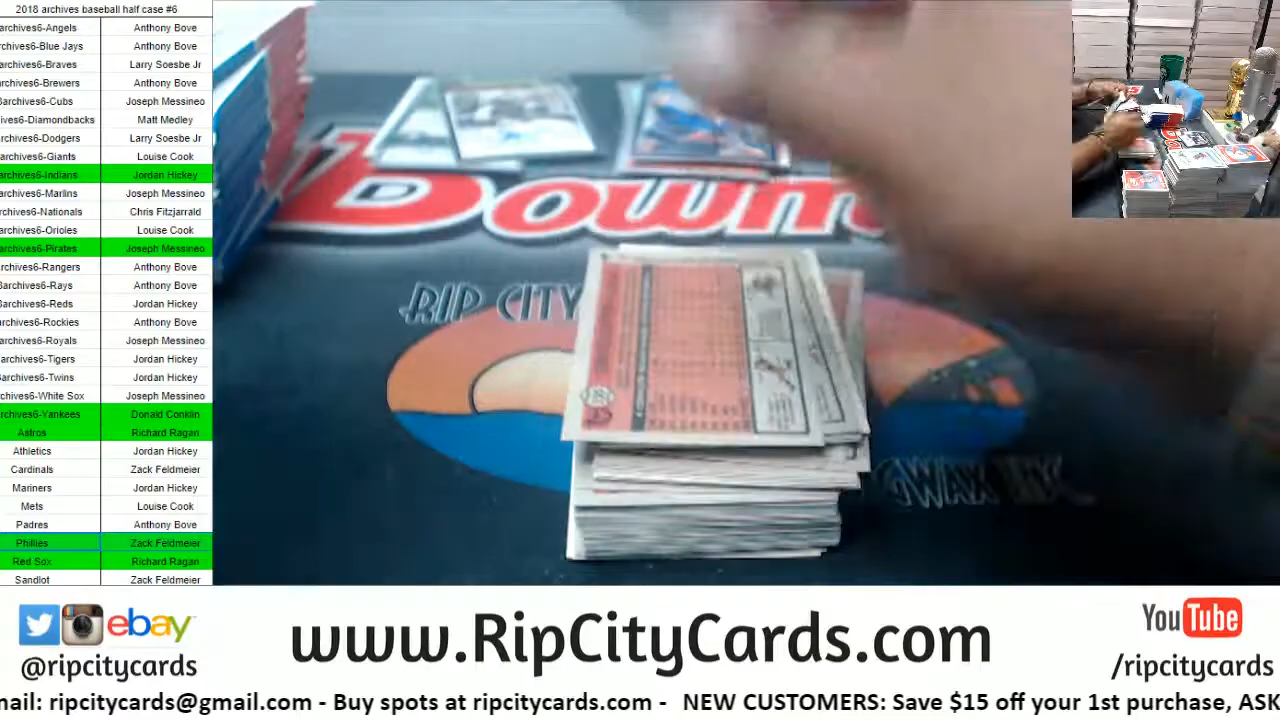 2018 archives baseball half case #6
archives6-Angels Anthony Bove
archives6-Blue Jays Anthony Bove
archives6-Braves Larry Soesbe Jr
archives6-Brewers Anthony Bove
archives6-Cubs Joseph Messineo
archives6-Diamondbacks Matt Medley
archives6-Dodgers Larry Soesbe Jr
archives6-Giants Louise Cook
archives6-Indians Jordan Hickey
archives6-Marlins Joseph Messineo
archives6-Nationals Chris Fitzjarrald
archives6-Orioles Louise Cook
archives6-Pirates Joseph Messineo
archives6-Rangers Anthony Bove
archives6-Rays Anthony Bove
archives6-Reds Jordan Hickey
archives6-Rockies Anthony Bove
archives6-Royals Joseph Messineo
archives6-Tigers Jordan Hickey
archives6-Twins Jordan Hickey
archives6-White Sox Joseph Messineo
archives6-Yankees Donald Conklin
Astros Richard Ragan
Athletics Jordan Hickey
Cardinals Zack Feldmeier
Mariners Jordan Hickey
Mets Louise Cook
Padres Anthony Bove
Phillies Zack Feldmeier
Red Sox Richard Ragan
Sandlot Zack Feldmeier
RIP CITY
WAX
ebay
@ripcitycards
www.RipCityCards.com
YouTube
/ripcitycards
mail: ripcitycards@gmail.com - Buy spots at ripcitycards.com - NEW CUSTOMERS: Save $15 off your 1st purchase, ASK